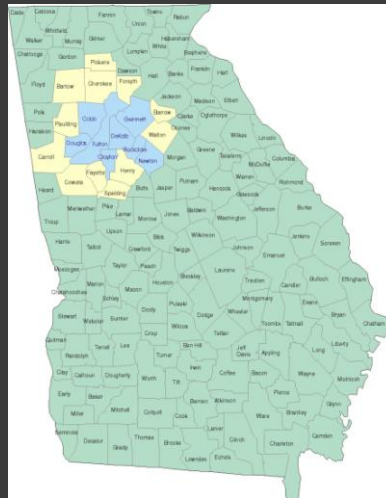 Dade Catoosa Fannin Towns Rabun
Union
Whitfield Murray Gilmer Habersham
Walker White Stephens
Chattooga Gordon Lumpkin
Pickens Dawson Banks Franklin Hart
Floyd Bartow Cherokee Forsyth Hall
Jackson Madison Elbert
Polk Paulding Cobb Gwinnett Barrow Clarke Oglethorpe
Haralson Douglas Fulton DeKalb Walton Oconee Wilkes Lincoln
Carroll Clayton Rockdale Newton Morgan Greene Taliaferro Columbia
Fayette Henry McDuffie
Coweta Spalding Butts Jasper Putnam Hancock Warren Richmond
Heard Glascock
Meriwether Pike Lamar Monroe Jones Baldwin Jefferson Burke
Troup Washington
Upson Bibb Wilkinson
Harris Talbot Crawford Twiggs Johnson Jenkins Screven
Muscogee Taylor Peach Emanuel
Chattahoochee Marion Macon Houston Bleckley Laurens Treutlen Candler Bulloch Effingham
Schley Montgomery
Stewart Webster Sumter Dooly Pulaski Dodge Wheeler Toombs Tattnall Evans Bryan Chatham
Quitman Crisp Wilcox Telfair
Randolph Terrell Lee Ben Hill Jeff Davis Appling Long Liberty
Turner
Clay Calhoun Dougherty Worth Tift Irwin Coffee Bacon Wayne McIntosh
Early Baker Berrien Atkinson Pierce
Miller Mitchell Colquitt Cook Ware Brantley Glynn
Seminole Lanier Clinch Charlton Camden
Decatur Grady Thomas Brooks
Lowndes Echols